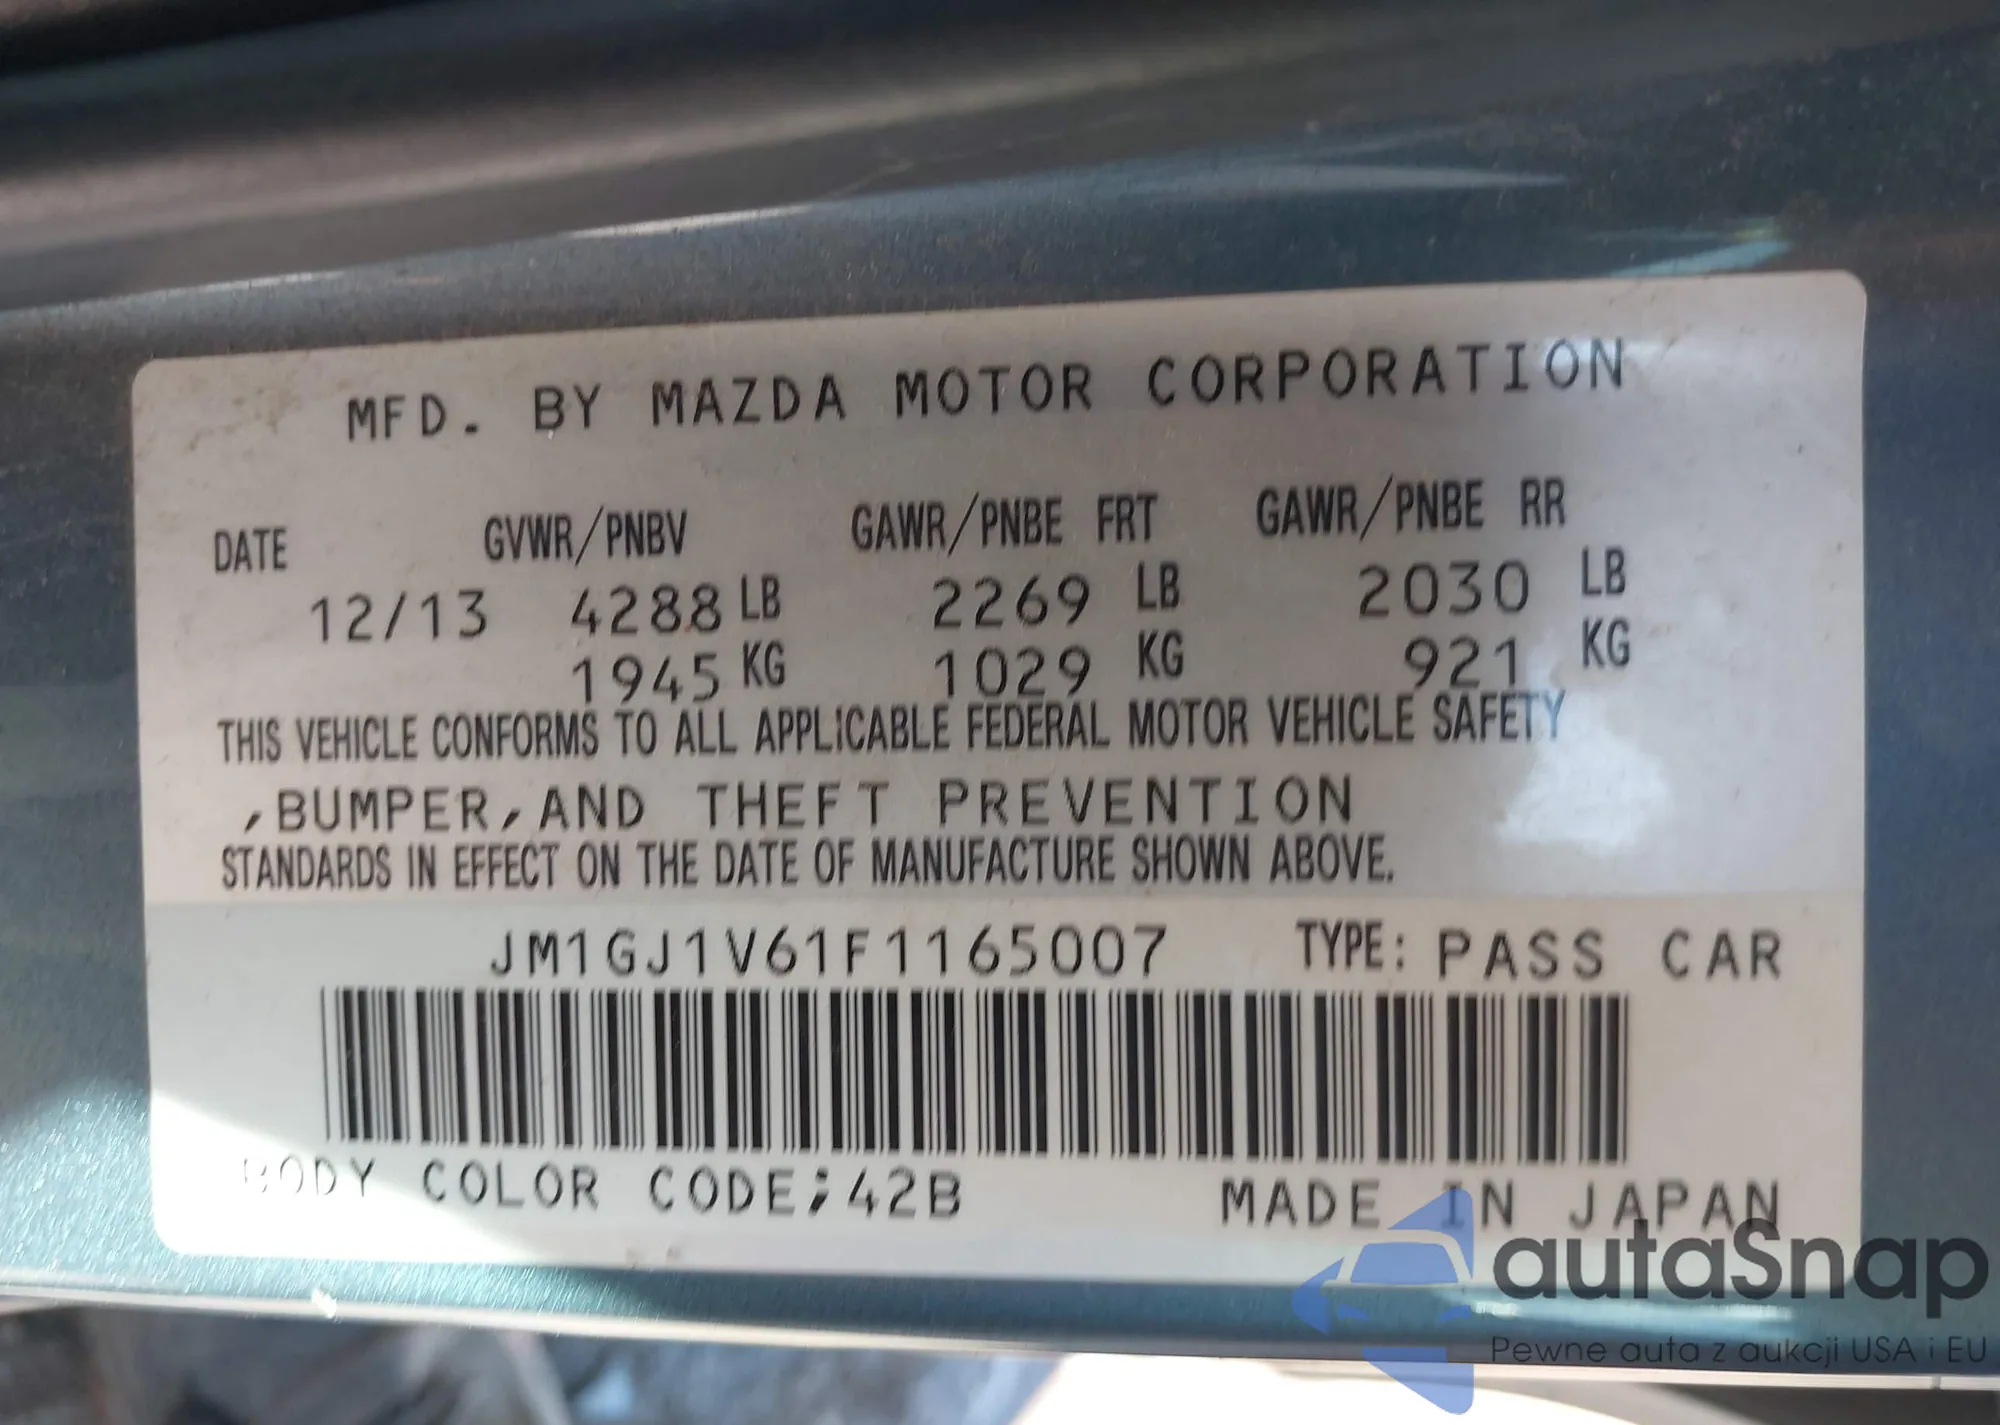 MFD. BY MAZDA MOTOR CORPORATION
DATE GVWR/PNBV GAWR/PNBE FRT GAWR/PNBE RR
12/13 4288 LB 2269 LB 2030 LB
1945 KG 1029 KG 921 KG
THIS VEHICLE CONFORMS TO ALL APPLICABLE FEDERAL MOTOR VEHICLE SAFETY
,BUMPER,AND THEFT PREVENTION
STANDARDS IN EFFECT ON THE DATE OF MANUFACTURE SHOWN ABOVE.
JM1GJ1V61F1165007 TYPE: PASS CAR
BODY COLOR CODE;42B MADE IN JAPAN
autaSnap
Pewne auta z aukcji USA i EU